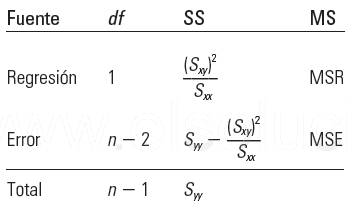 Fuente df SS MS
Regresión 1 (Sxy)²/Sxx MSR
Error n − 2 Syy − (Sxy)²/Sxx MSE
Total n − 1 Syy